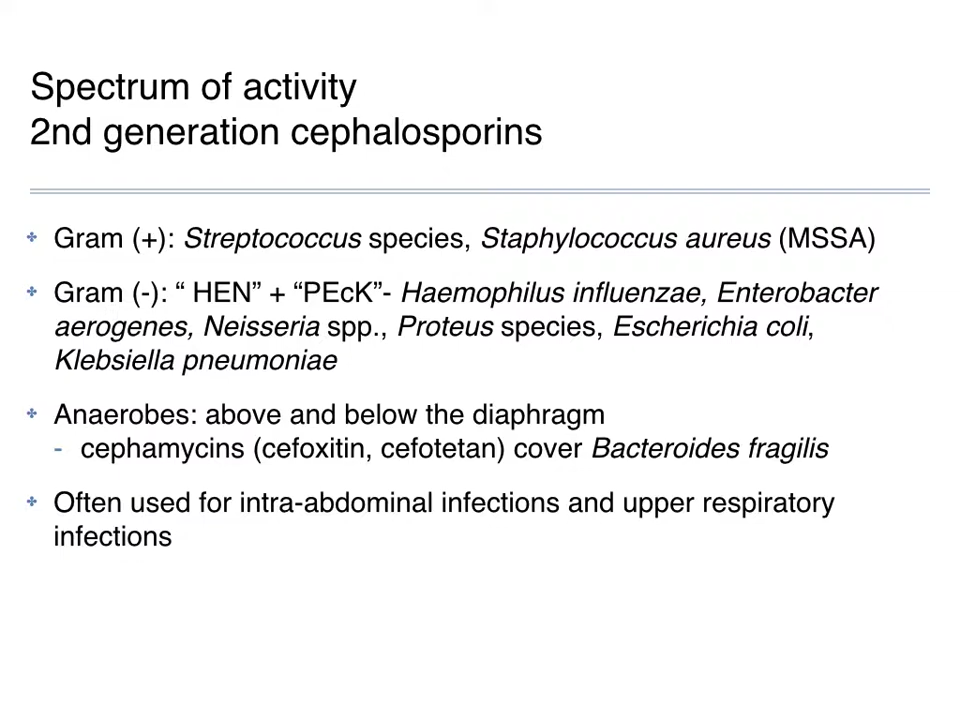 Spectrum of activity
2nd generation cephalosporins
Gram (+): Streptococcus species, Staphylococcus aureus (MSSA)
Gram (-): “ HEN” + “PEcK”- Haemophilus influenzae, Enterobacter
aerogenes, Neisseria spp., Proteus species, Escherichia coli,
Klebsiella pneumoniae
Anaerobes: above and below the diaphragm
- cephamycins (cefoxitin, cefotetan) cover Bacteroides fragilis
Often used for intra-abdominal infections and upper respiratory
infections